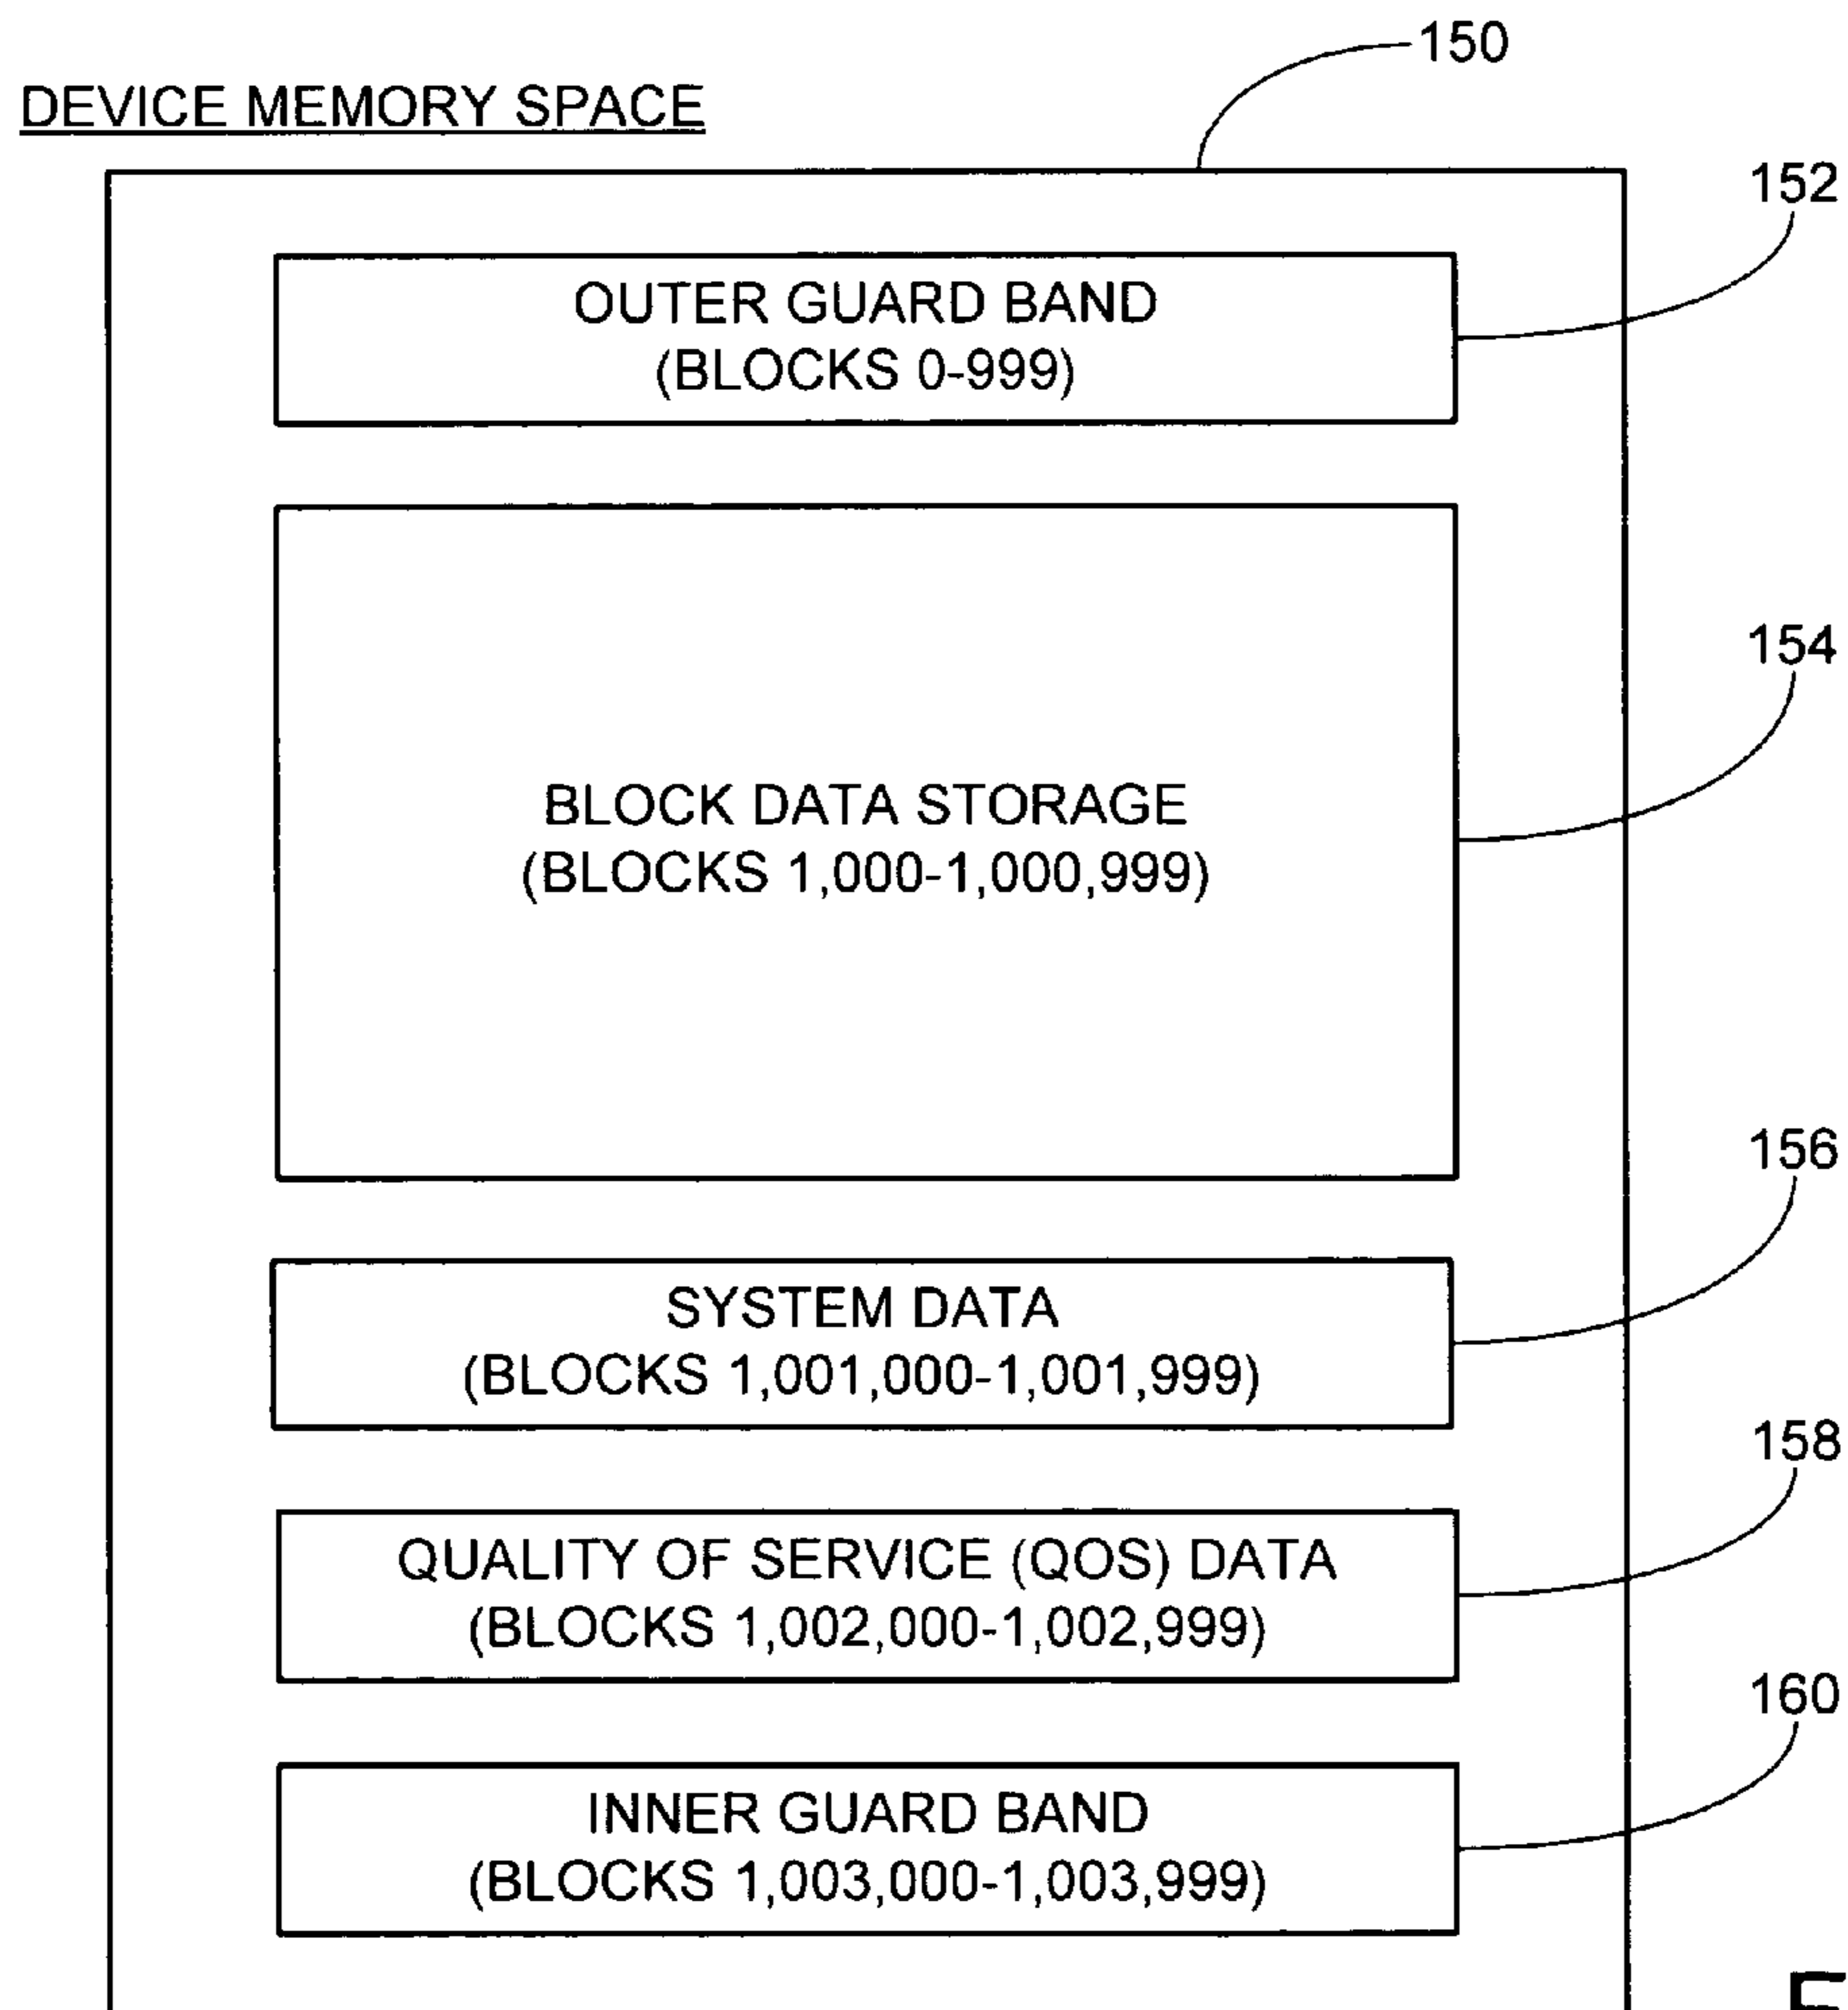 150
DEVICE MEMORY SPACE
152
OUTER GUARD BAND
(BLOCKS 0-999)
154
BLOCK DATA STORAGE
(BLOCKS 1,000-1,000,999)
156
SYSTEM DATA
(BLOCKS 1,001,000-1,001,999)
158
QUALITY OF SERVICE (QOS) DATA
(BLOCKS 1,002,000-1,002,999)
160
INNER GUARD BAND
(BLOCKS 1,003,000-1,003,999)